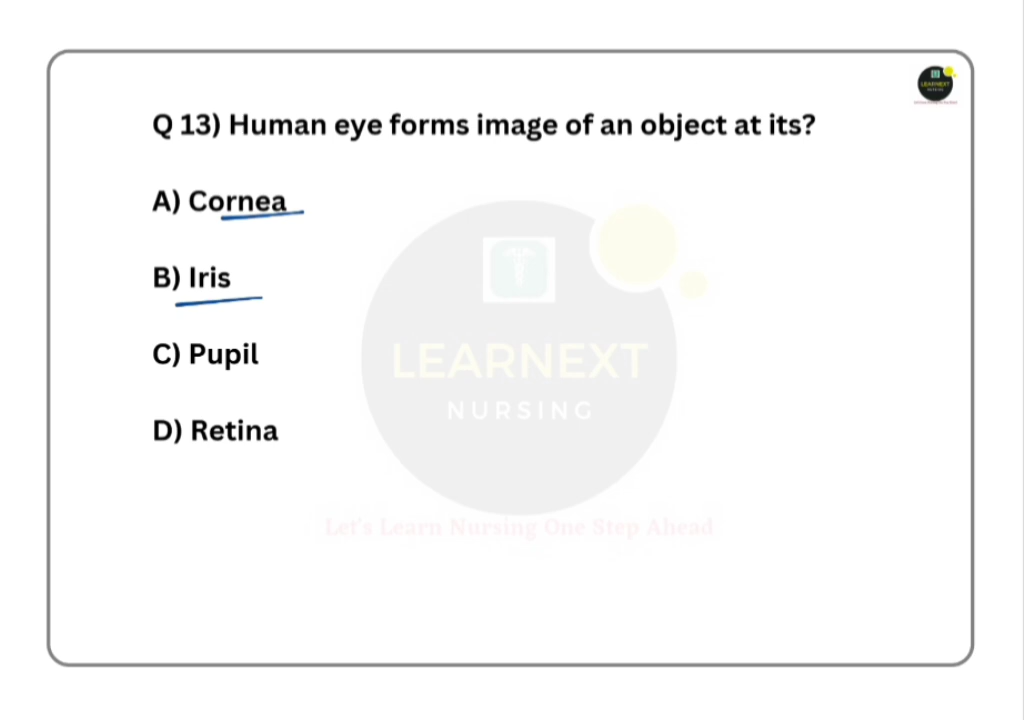 LEARNEXT
Q 13) Human eye forms image of an object at its?
A) Cornea
B) Iris
C) Pupil
D) Retina
LEARNEXT
NURSING
Let's Learn Nursing One Step Ahead